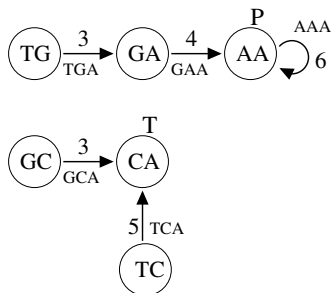 P
3 4 AAA
TG GA AA
TGA GAA 6
T
3
GC CA
GCA
5 TCA
TC